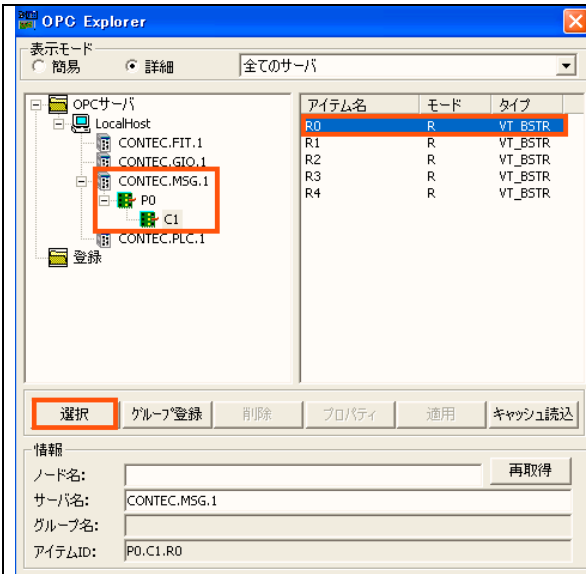 OPC Explorer
表示モード
簡易 詳細 全てのサーバ
OPCサーバ
LocalHost
CONTEC.FIT.1
CONTEC.GIO.1
CONTEC.MSG.1
P0
C1
CONTEC.PLC.1
登録
アイテム名 モード タイプ
R0 R VT_BSTR
R1 R VT_BSTR
R2 R VT_BSTR
R3 R VT_BSTR
R4 R VT_BSTR
選択 グループ登録 削除 プロパティ 適用 キャッシュ読込
情報
ノード名: 再取得
サーバ名: CONTEC.MSG.1
グループ名:
アイテムID: P0.C1.R0